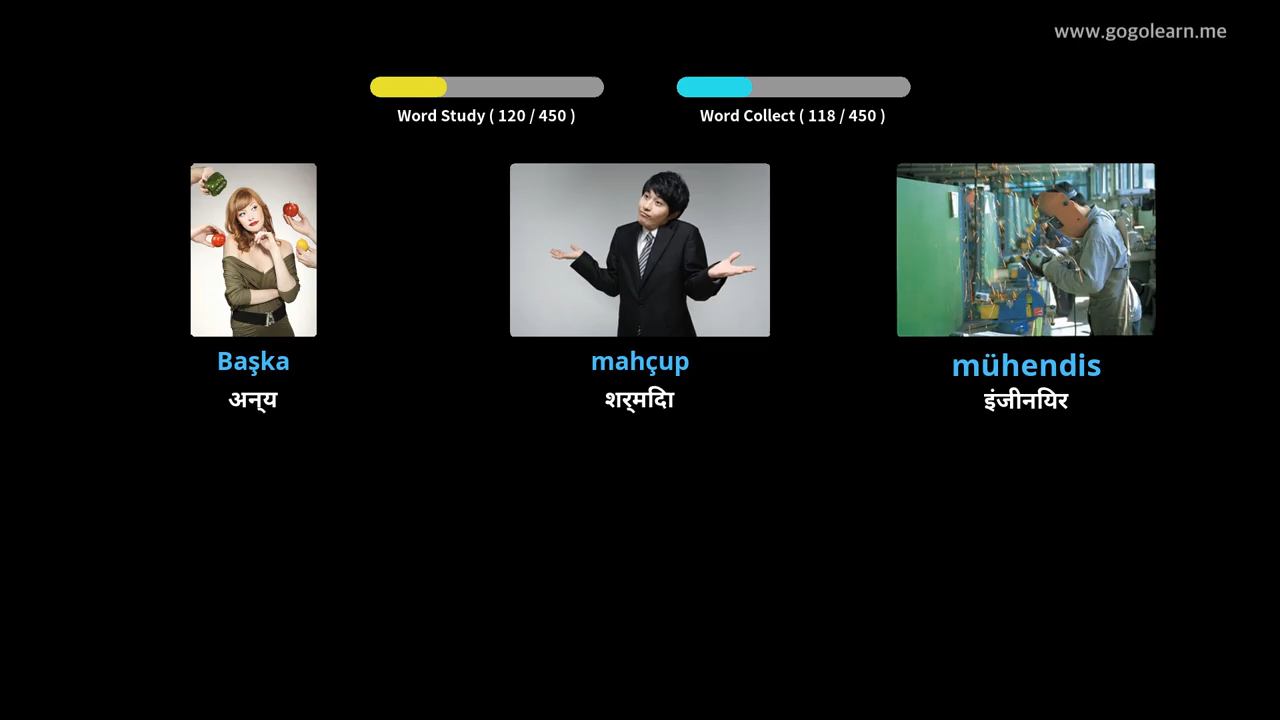 www.gogolearn.me
Word Study ( 120 / 450 )
Word Collect ( 118 / 450 )
Başka
mahçup
mühendis
अन्य
शर्मिंदा
इंजीनियर